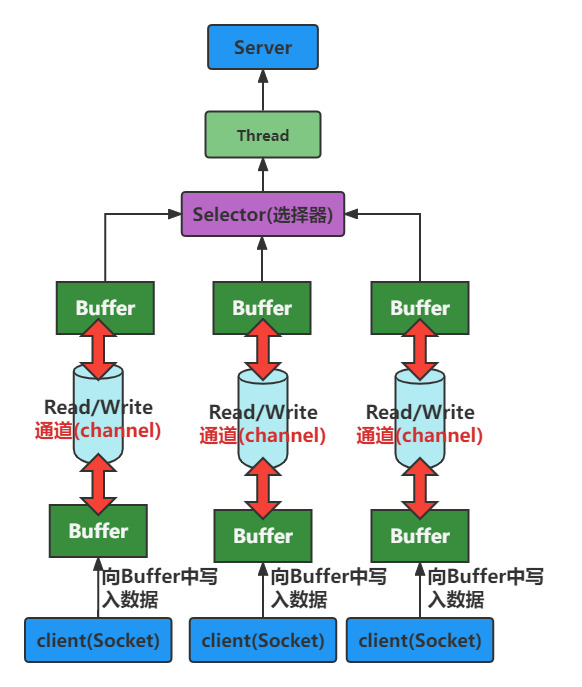 Server
Thread
Selector(选择器)
Buffer
Buffer
Buffer
Read/Write
通道(channel)
Read/Write
通道(channel)
Read/Write
通道(channel)
Buffer
Buffer
Buffer
向Buffer中写
入数据
向Buffer中写
入数据
向Buffer中写
入数据
client(Socket)
client(Socket)
client(Socket)